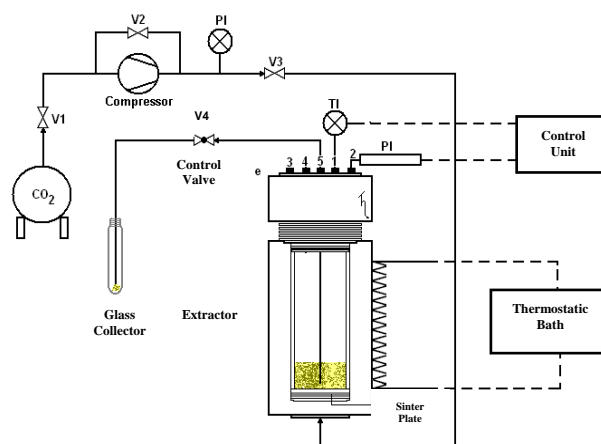 V2
PI
V3
Compressor
V1
V4
TI
PI
Control
Unit
CO2
Control
Valve
3 4 5 1 2
e
Glass
Collector
Extractor
Thermostatic
Bath
Sinter
Plate